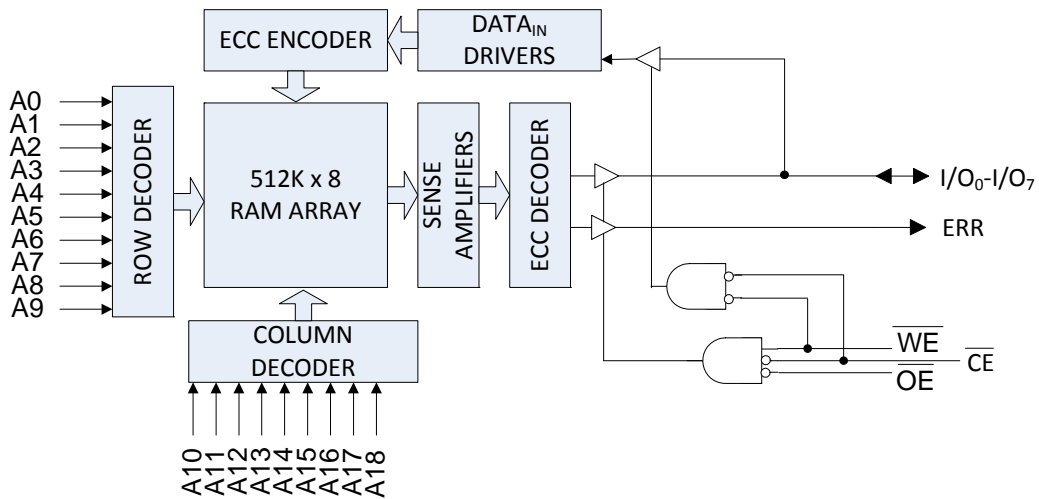 ECC ENCODER
DATAIN
DRIVERS
A0
A1
A2
A3
A4
A5
A6
A7
A8
A9
ROW DECODER
512K x 8
RAM ARRAY
SENSE
AMPLIFIERS
ECC DECODER
I/O0-I/O7
ERR
COLUMN
DECODER
WE
CE
OE
A10
A11
A12
A13
A14
A15
A16
A17
A18